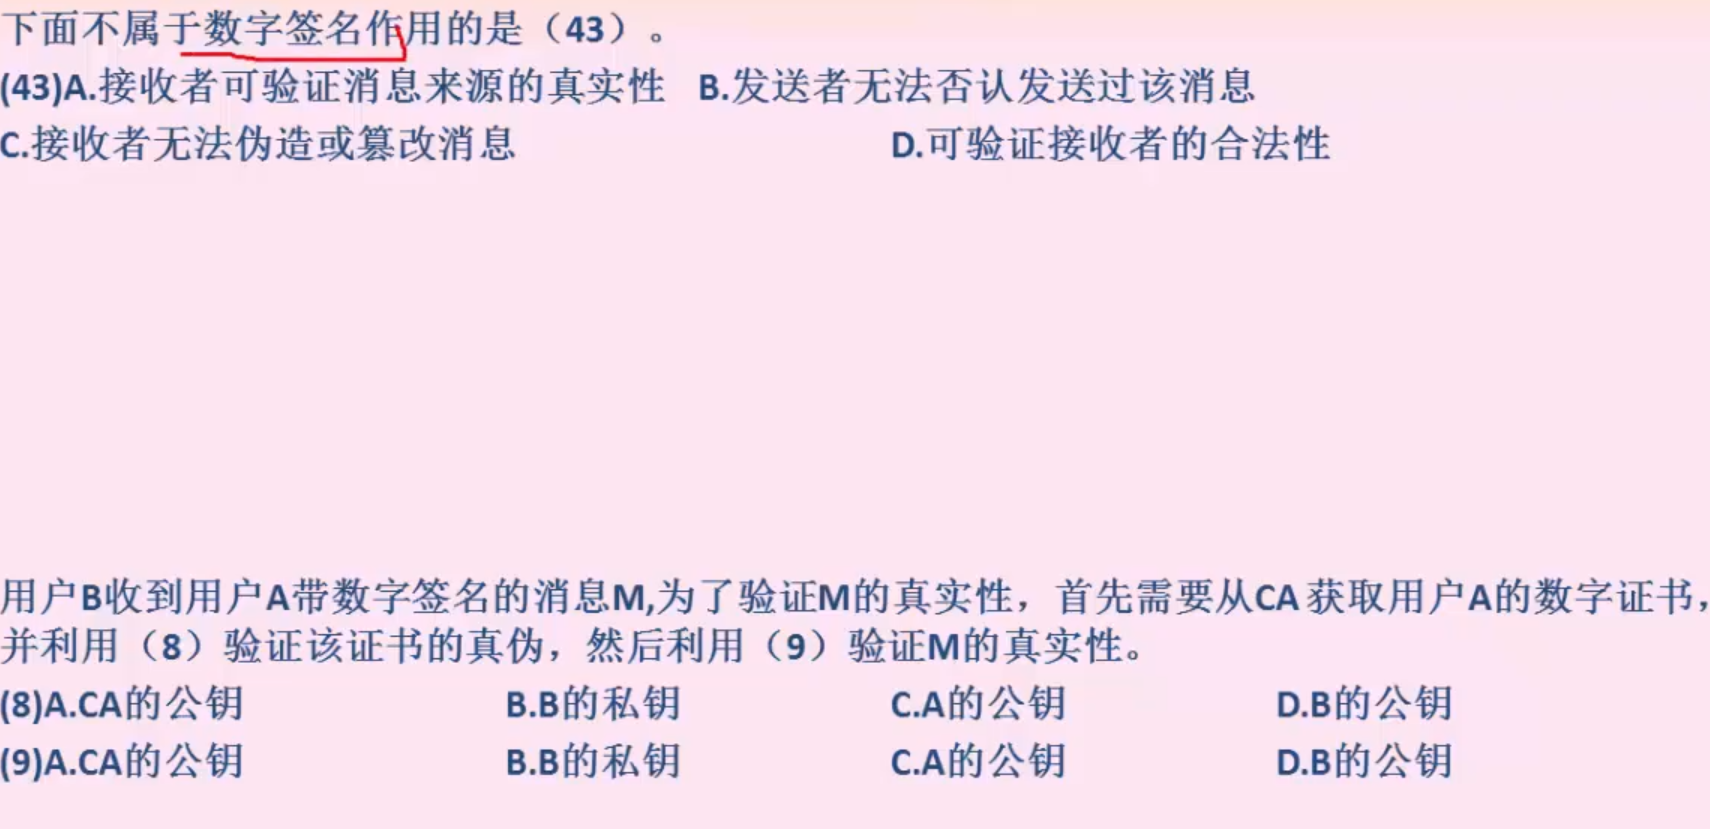 下面不属于数字签名作用的是（43）。
(43)A.接收者可验证消息来源的真实性 B.发送者无法否认发送过该消息
C.接收者无法伪造或篡改消息 D.可验证接收者的合法性
用户B收到用户A带数字签名的消息M,为了验证M的真实性，首先需要从CA获取用户A的数字证书，
并利用（8）验证该证书的真伪，然后利用（9）验证M的真实性。
(8)A.CA的公钥 B.B的私钥 C.A的公钥 D.B的公钥
(9)A.CA的公钥 B.B的私钥 C.A的公钥 D.B的公钥